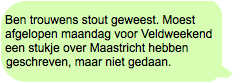 Ben trouwens stout geweest. Moest
afgelopen maandag voor Veldweekend
een stukje over Maastricht hebben
geschreven, maar niet gedaan.